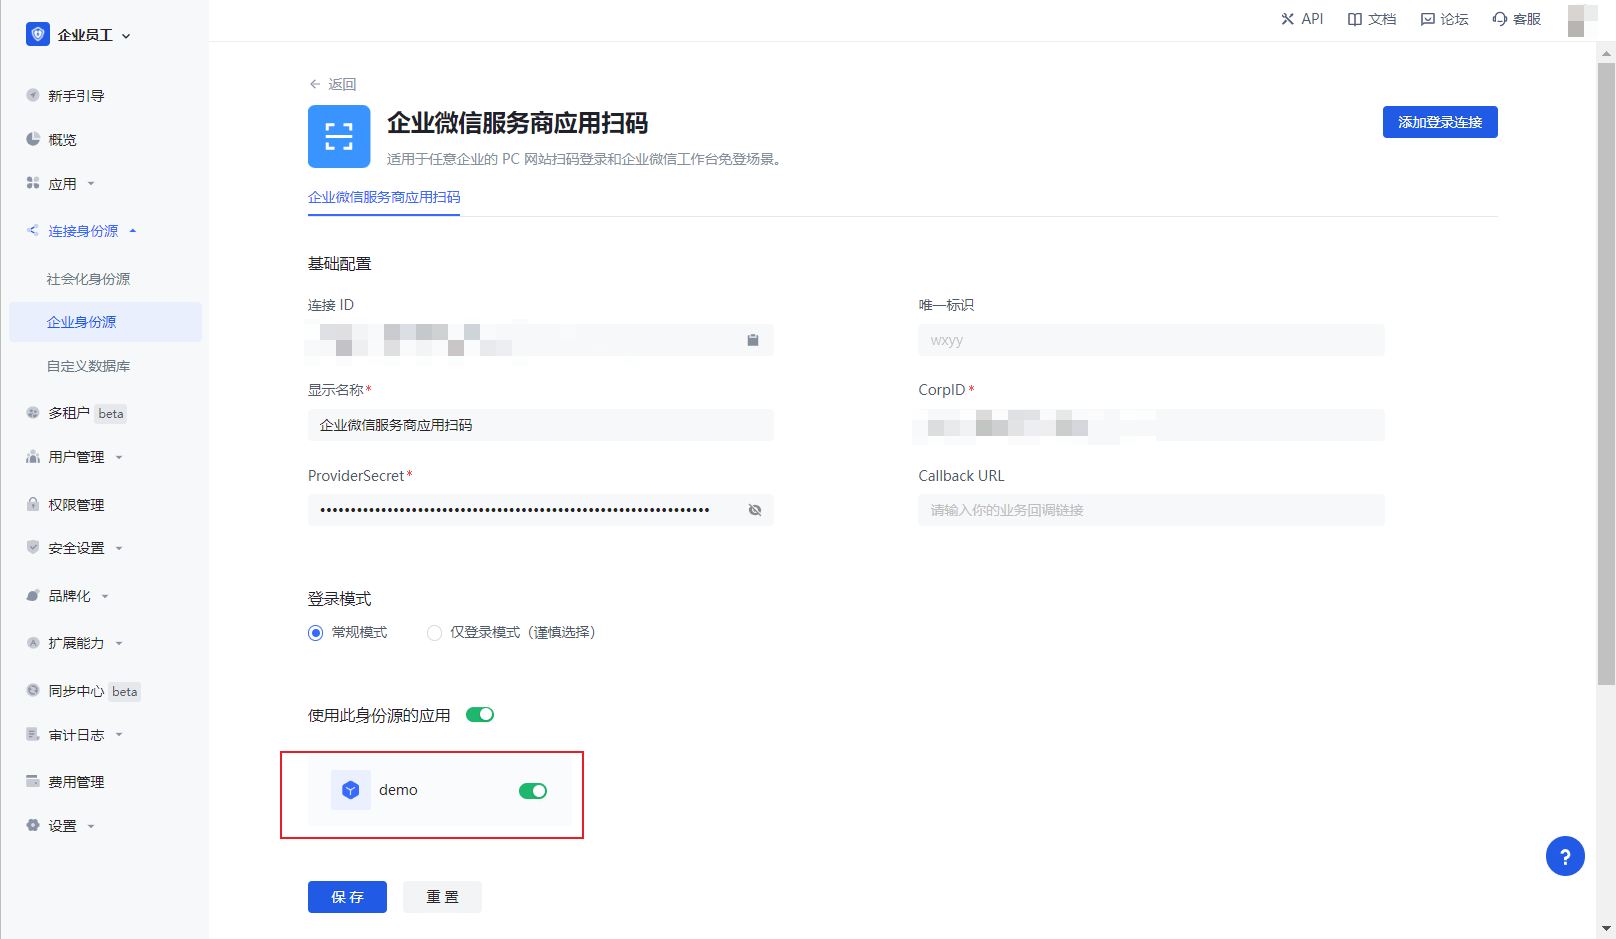 企业员工
API
文档
论坛
客服
新手引导
概览
应用
连接身份源
社会化身份源
企业身份源
自定义数据库
多租户 beta
用户管理
权限管理
安全设置
品牌化
扩展能力
同步中心 beta
审计日志
费用管理
设置
返回
企业微信服务商应用扫码
适用于任意企业的 PC 网站扫码登录和企业微信工作台免登场景。
添加登录连接
企业微信服务商应用扫码
基础配置
连接 ID
唯一标识
wxyy
显示名称*
企业微信服务商应用扫码
CorpID*
ProviderSecret*
Callback URL
请输入你的业务回调链接
登录模式
常规模式
仅登录模式（谨慎选择）
使用此身份源的应用
demo
保存
重置
?